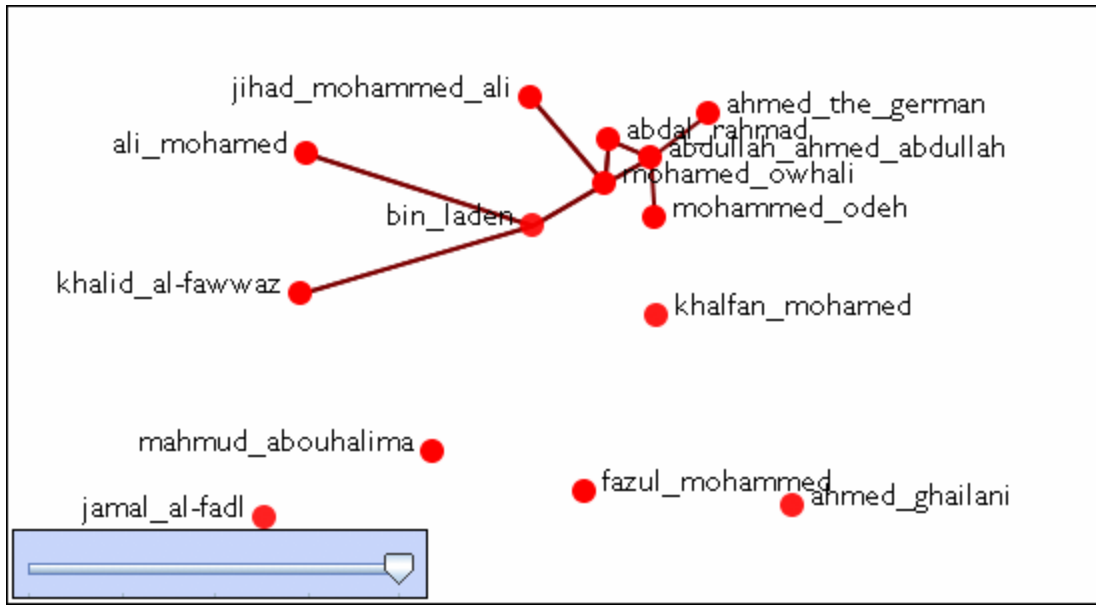 jihad_mohammed_ali
ahmed_the_german
abdal_rahmad
ali_mohamed
abdullah_ahmed_abdullah
mohamed_owhali
bin_laden
mohammed_odeh
khalid_al-fawwaz
khalfan_mohamed
mahmud_abouhalima
fazul_mohammed
ahmed_ghailani
jamal_al-fadl